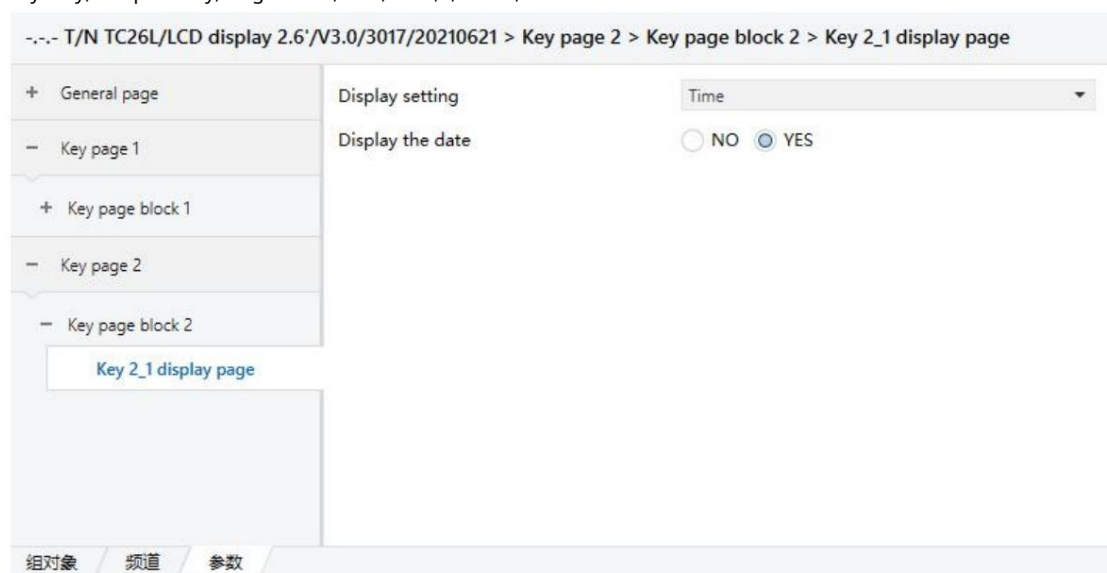 -.-.- T/N TC26L/LCD display 2.6'/V3.0/3017/20210621 > Key page 2 > Key page block 2 > Key 2_1 display page
+ General page
Display setting
Time
− Key page 1
Display the date
NO
YES
+ Key page block 1
− Key page 2
− Key page block 2
Key 2_1 display page
组对象 / 频道 / 参数